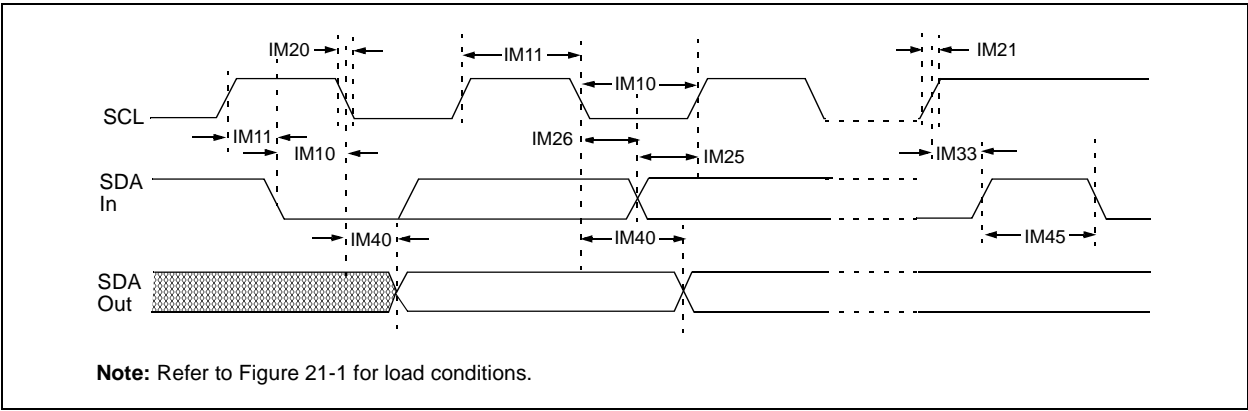 IM20
IM11
IM21
IM10
SCL
IM11
IM26
IM10
IM25
IM33
SDA
In
IM40
IM40
IM45
SDA
Out
Note: Refer to Figure 21-1 for load conditions.